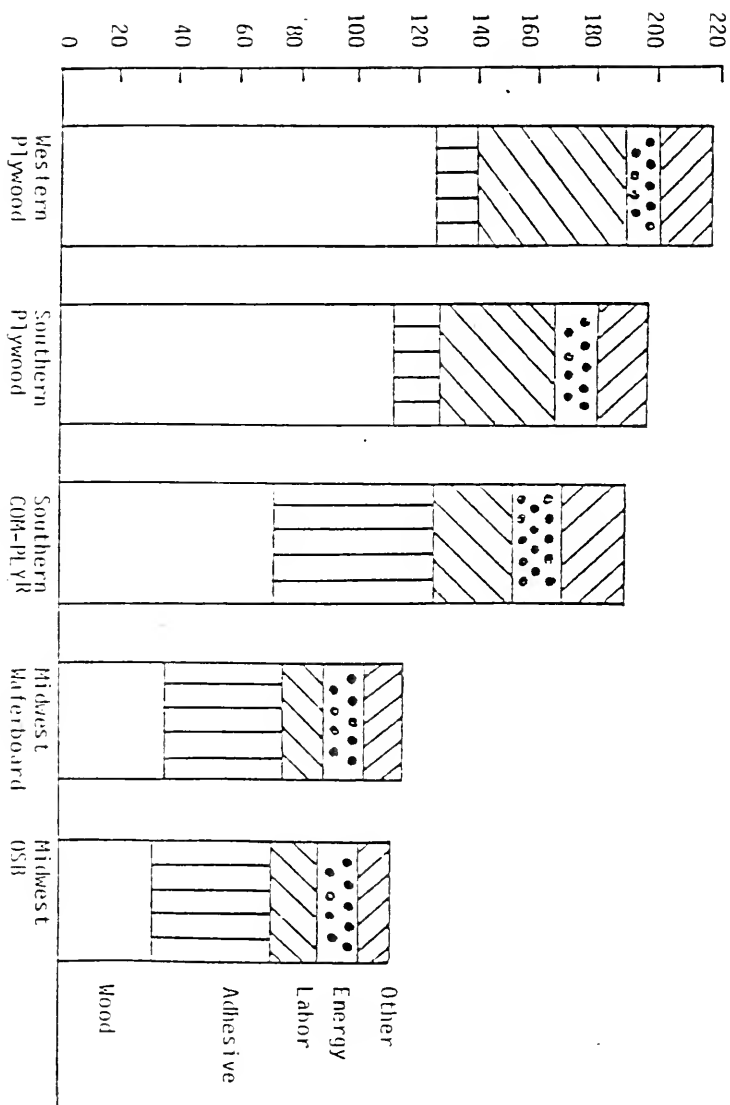 220
200
180
160
140
120
100
80
60
40
20
0
Western
Plywood
Southern
Plywood
Southern
COM-PLYR
Midwest
Waferboard
Midwest
OSB
Other
Energy
Labor
Adhesive
Wood